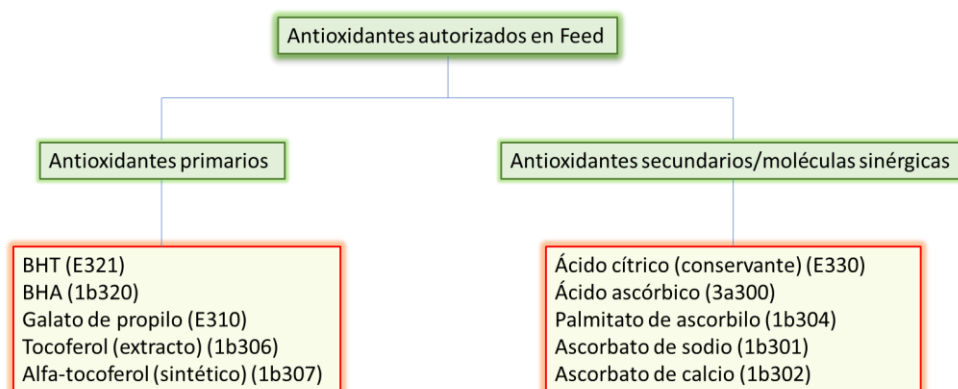 Antioxidantes autorizados en Feed
Antioxidantes primarios
Antioxidantes secundarios/moléculas sinérgicas
BHT (E321)
BHA (1b320)
Galato de propilo (E310)
Tocoferol (extracto) (1b306)
Alfa-tocoferol (sintético) (1b307)
Ácido cítrico (conservante) (E330)
Ácido ascórbico (3a300)
Palmitato de ascorbilo (1b304)
Ascorbato de sodio (1b301)
Ascorbato de calcio (1b302)